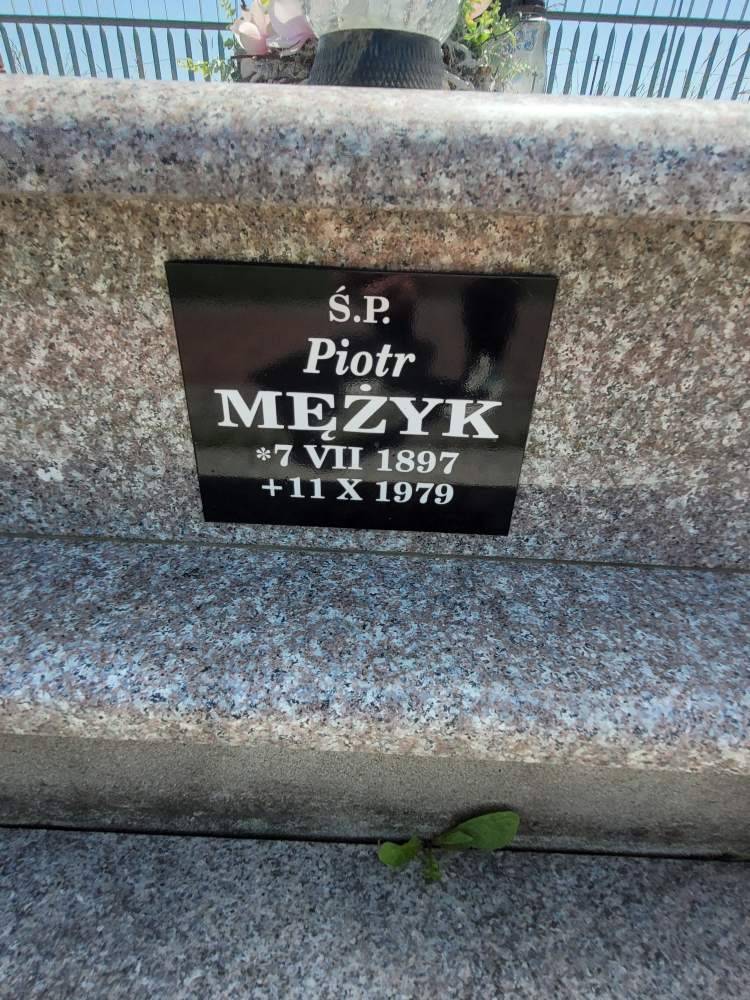 Ś.P.
Piotr
MĘŻYK
*7 VII 1897
+11 X 1979